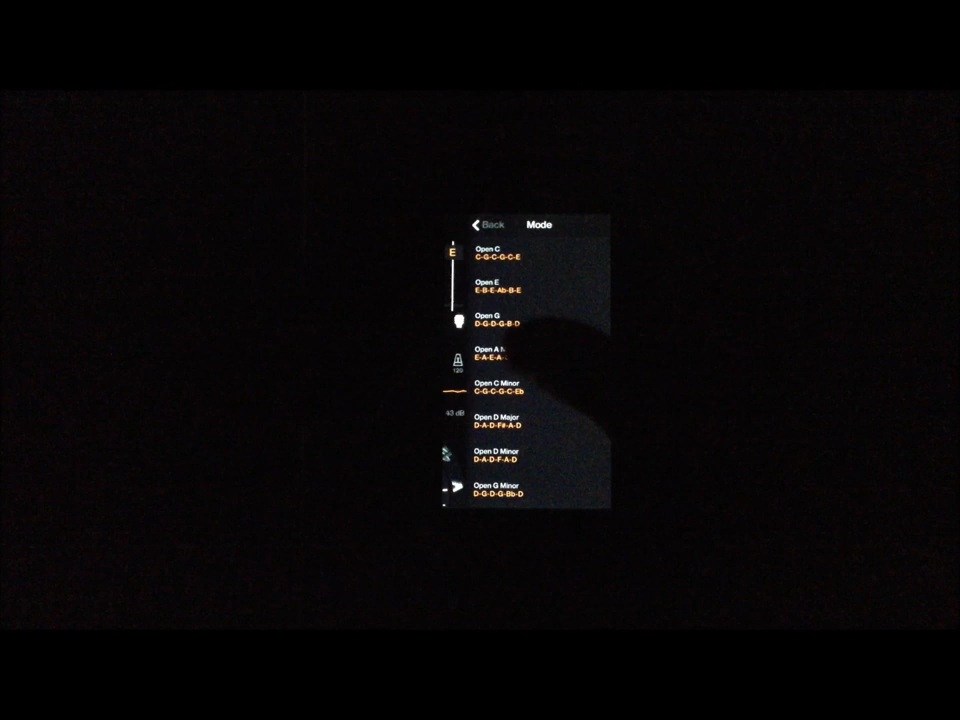 Back
Mode
E
Open C
C-G-C-G-C-E
Open E
E-B-E-Ab-B-E
Open G
D-G-D-G-B-D
Open A
E-A-E-A-
120
Open C Minor
C-G-C-G-C-Eb
43 dB
Open D Major
D-A-D-F#-A-D
Open D Minor
D-A-D-F-A-D
Open G Minor
D-G-D-G-Bb-D